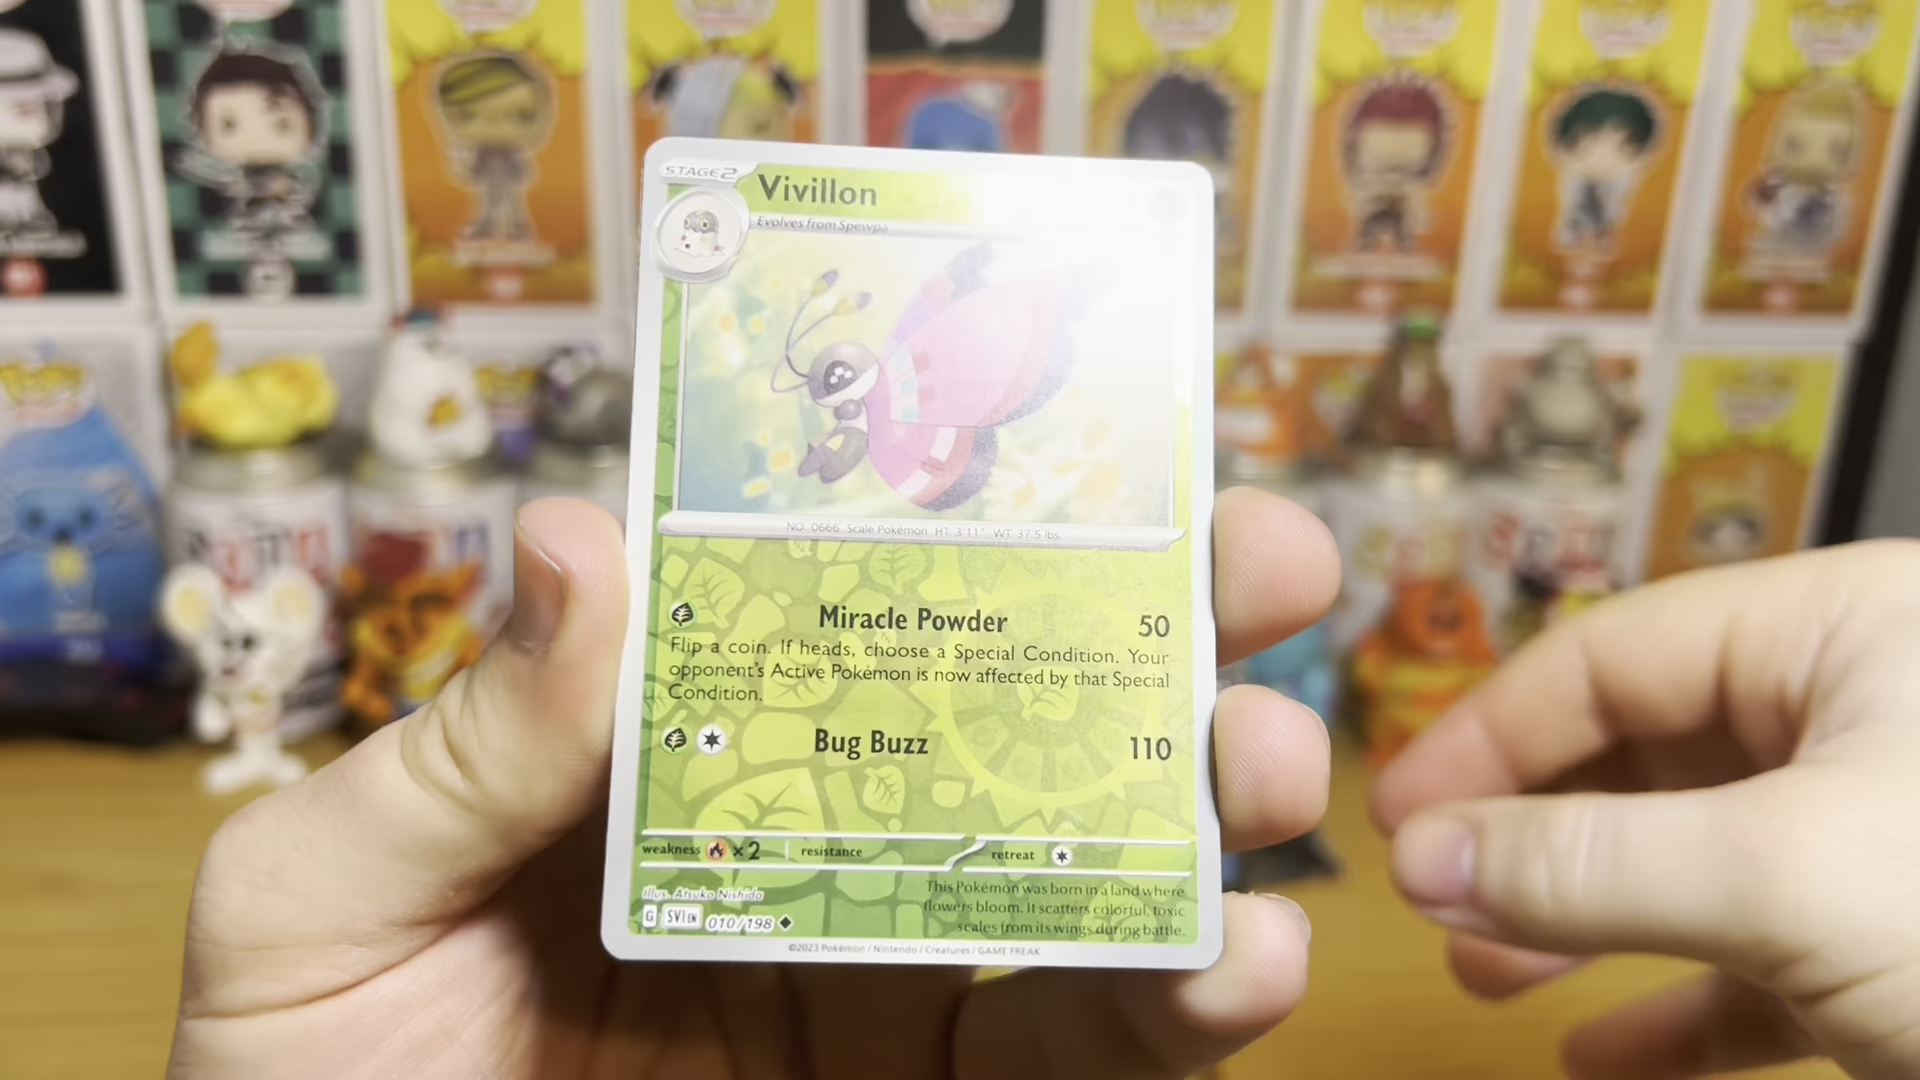 STAGE2
Vivillon
Evolves from Spewpa
NO. 0666 Scale Pokémon HT. 3'11" WT. 37.5 lbs.
Miracle Powder 50
Flip a coin. If heads, choose a Special Condition. Your
opponent's Active Pokémon is now affected by that Special
Condition.
Bug Buzz 110
weakness ×2 resistance retreat
Illus. Atsuko Nishida
G SVI EN 010/198
This Pokémon was born in a land where
flowers bloom. It scatters colorful, toxic
scales from its wings during battle.
©2023 Pokémon / Nintendo / Creatures / GAME FREAK